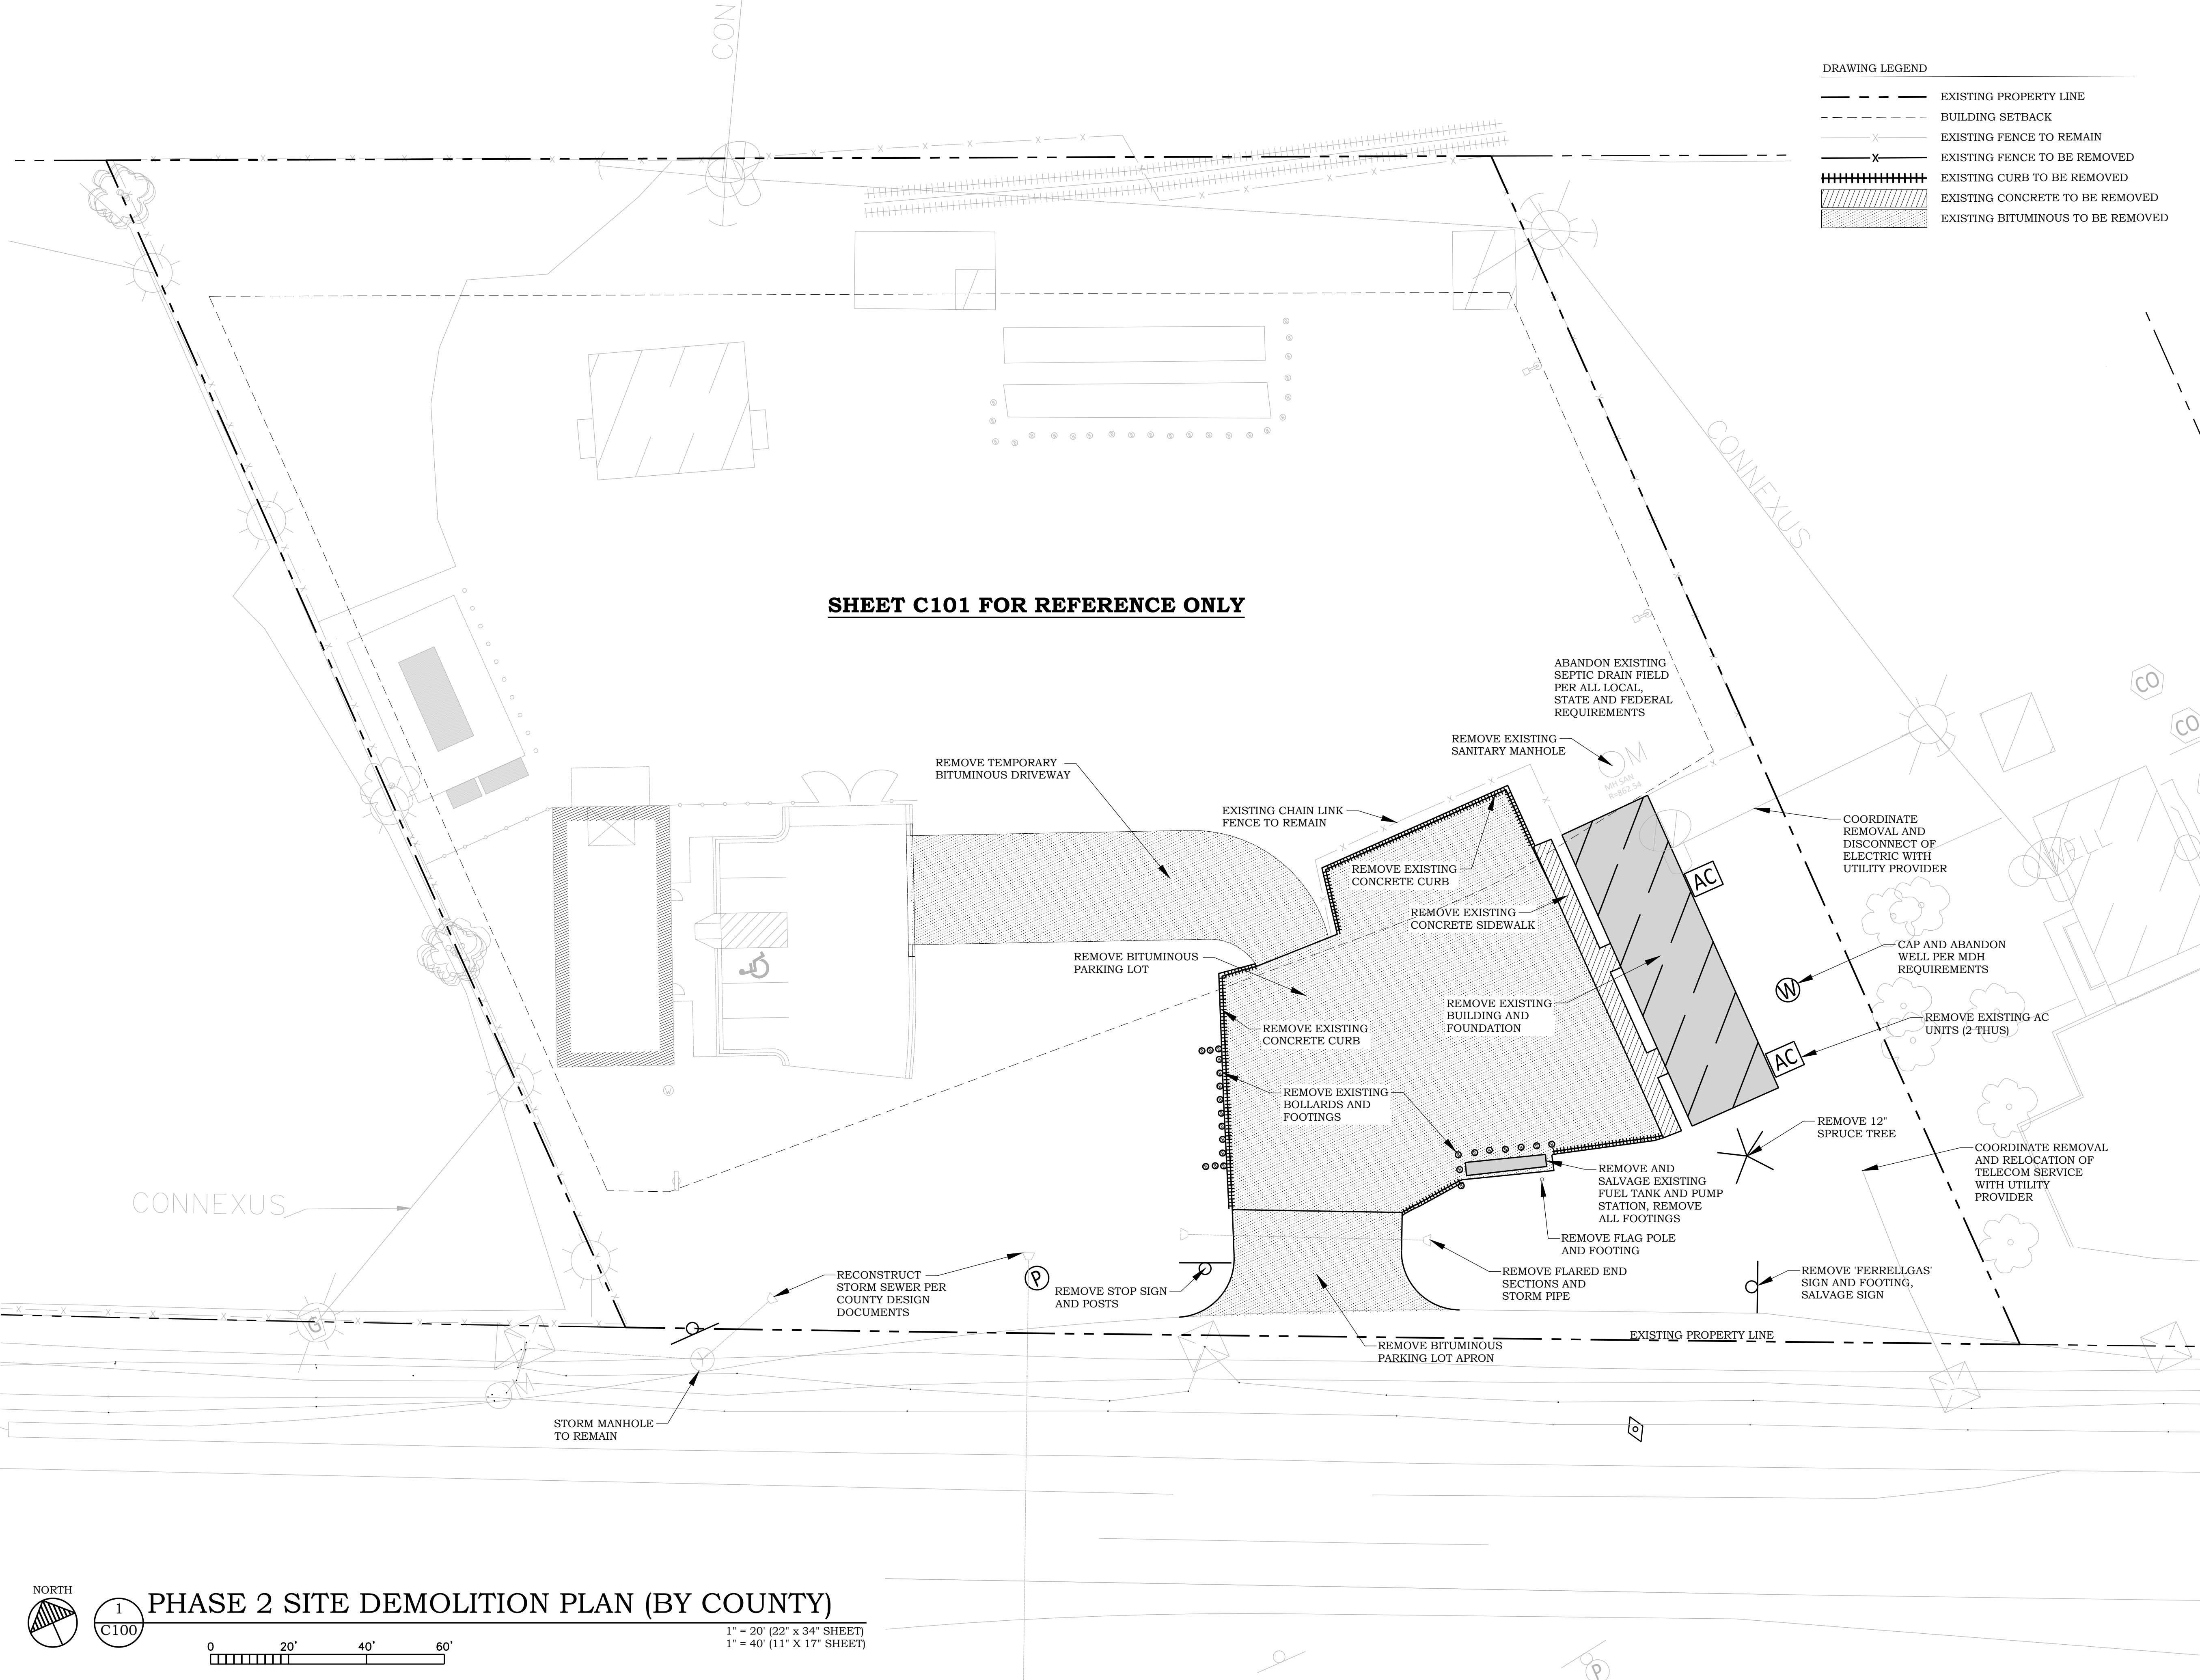 CON
DRAWING LEGEND
EXISTING PROPERTY LINE
BUILDING SETBACK
EXISTING FENCE TO REMAIN
EXISTING FENCE TO BE REMOVED
EXISTING CURB TO BE REMOVED
EXISTING CONCRETE TO BE REMOVED
EXISTING BITUMINOUS TO BE REMOVED
CONNEXUS
SHEET C101 FOR REFERENCE ONLY
ABANDON EXISTING
SEPTIC DRAIN FIELD
PER ALL LOCAL,
STATE AND FEDERAL
REQUIREMENTS
REMOVE EXISTING
SANITARY MANHOLE
OM
MH SAN
R=862.54
CO
CO
REMOVE TEMPORARY
BITUMINOUS DRIVEWAY
EXISTING CHAIN LINK
FENCE TO REMAIN
COORDINATE
REMOVAL AND
DISCONNECT OF
ELECTRIC WITH
UTILITY PROVIDER
REMOVE EXISTING
CONCRETE CURB
AC
REMOVE EXISTING
CONCRETE SIDEWALK
REMOVE BITUMINOUS
PARKING LOT
CAP AND ABANDON
WELL PER MDH
REQUIREMENTS
W
REMOVE EXISTING
BUILDING AND
FOUNDATION
REMOVE EXISTING AC
UNITS (2 THUS)
REMOVE EXISTING
CONCRETE CURB
AC
W
REMOVE EXISTING
BOLLARDS AND
FOOTINGS
REMOVE 12"
SPRUCE TREE
COORDINATE REMOVAL
AND RELOCATION OF
TELECOM SERVICE
WITH UTILITY
PROVIDER
REMOVE AND
SALVAGE EXISTING
FUEL TANK AND PUMP
STATION, REMOVE
ALL FOOTINGS
CONNEXUS
REMOVE FLAG POLE
AND FOOTING
RECONSTRUCT
STORM SEWER PER
COUNTY DESIGN
DOCUMENTS
P
REMOVE STOP SIGN
AND POSTS
REMOVE FLARED END
SECTIONS AND
STORM PIPE
REMOVE 'FERRELLGAS'
SIGN AND FOOTING,
SALVAGE SIGN
G
EXISTING PROPERTY LINE
REMOVE BITUMINOUS
PARKING LOT APRON
STORM MANHOLE
TO REMAIN
NORTH
1
C100
PHASE 2 SITE DEMOLITION PLAN (BY COUNTY)
1" = 20' (22" x 34" SHEET)
1" = 40' (11" X 17" SHEET)
0 20' 40' 60'
P